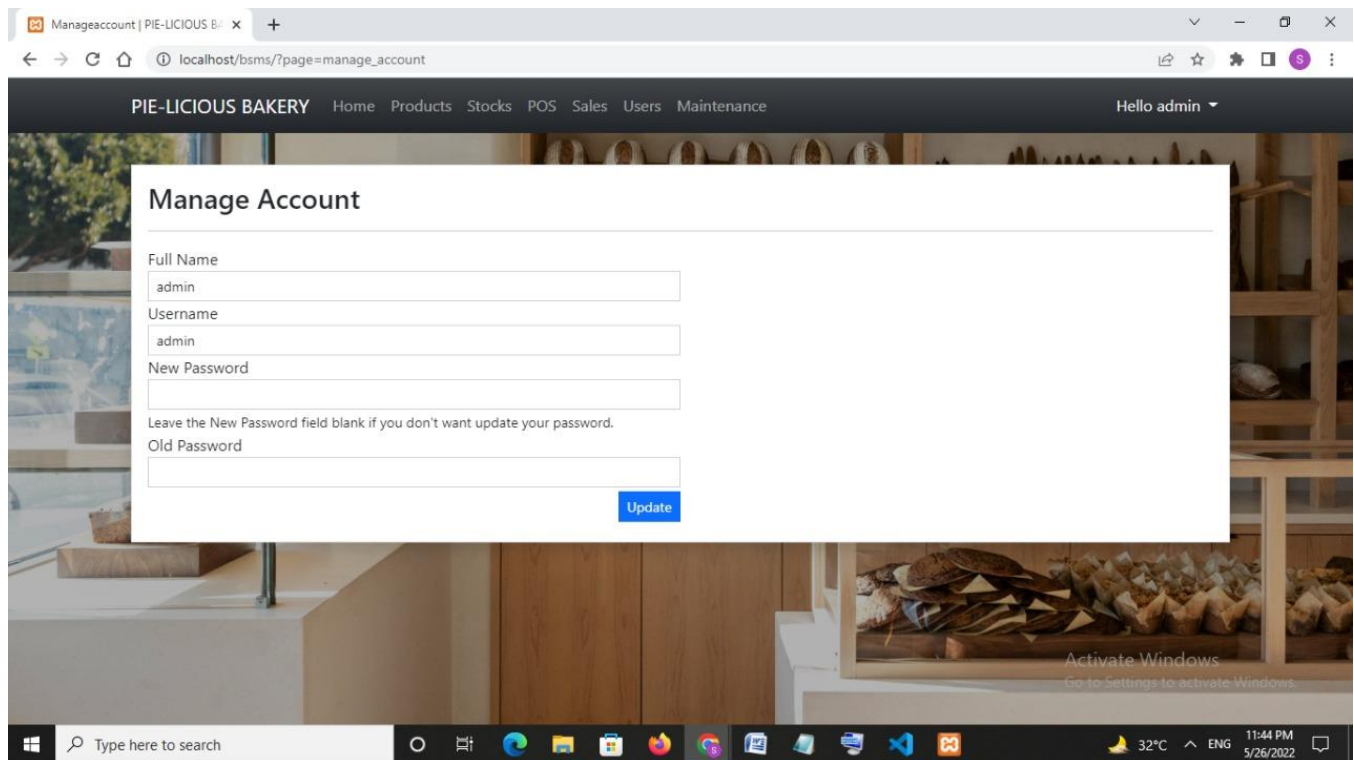 Manageaccount | PIE-LICIOUS BA
localhost/bsms/?page=manage_account
S
PIE-LICIOUS BAKERY Home Products Stocks POS Sales Users Maintenance Hello admin
Manage Account
Full Name
admin
Username
admin
New Password
Leave the New Password field blank if you don't want update your password.
Old Password
Update
Activate Windows
Go to Settings to activate Windows.
Type here to search
32°C ENG 11:44 PM
5/26/2022